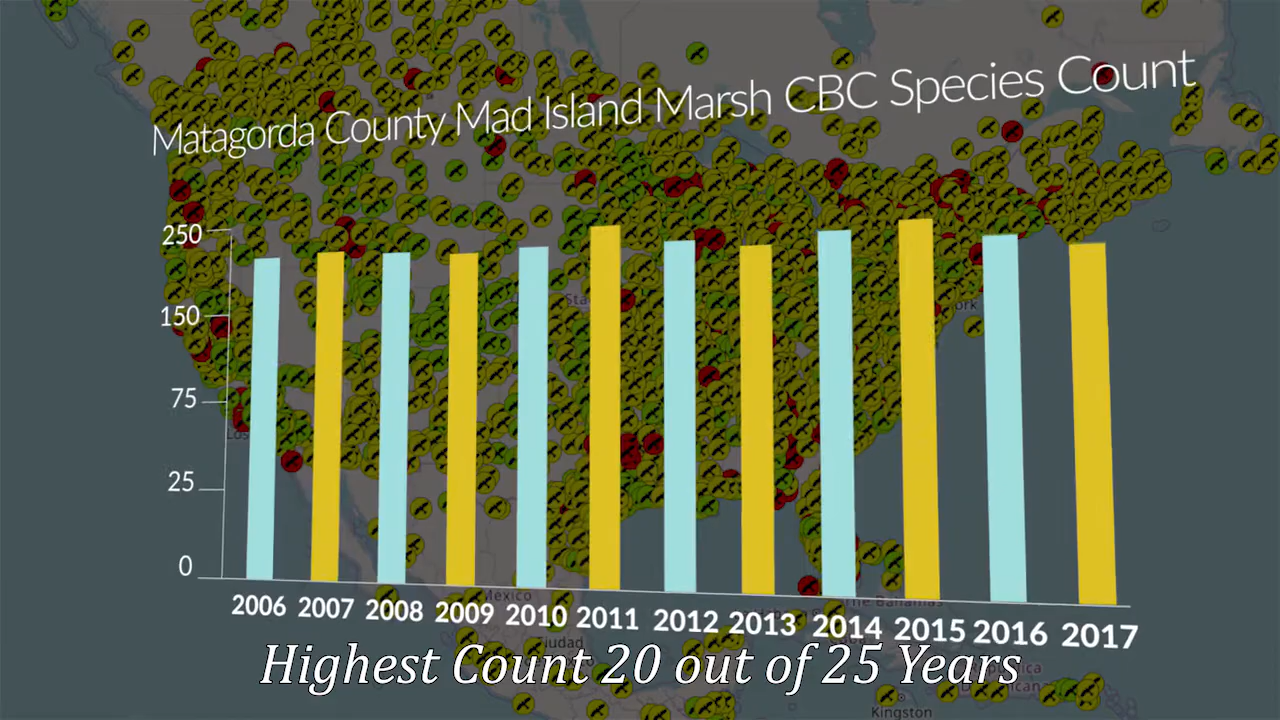 Matagorda County Mad Island Marsh CBC Species Count
250
150
75
25
0
2006 2007 2008 2009 2010 2011 2012 2013 2014 2015 2016 2017
Highest Count 20 out of 25 Years
Kingston